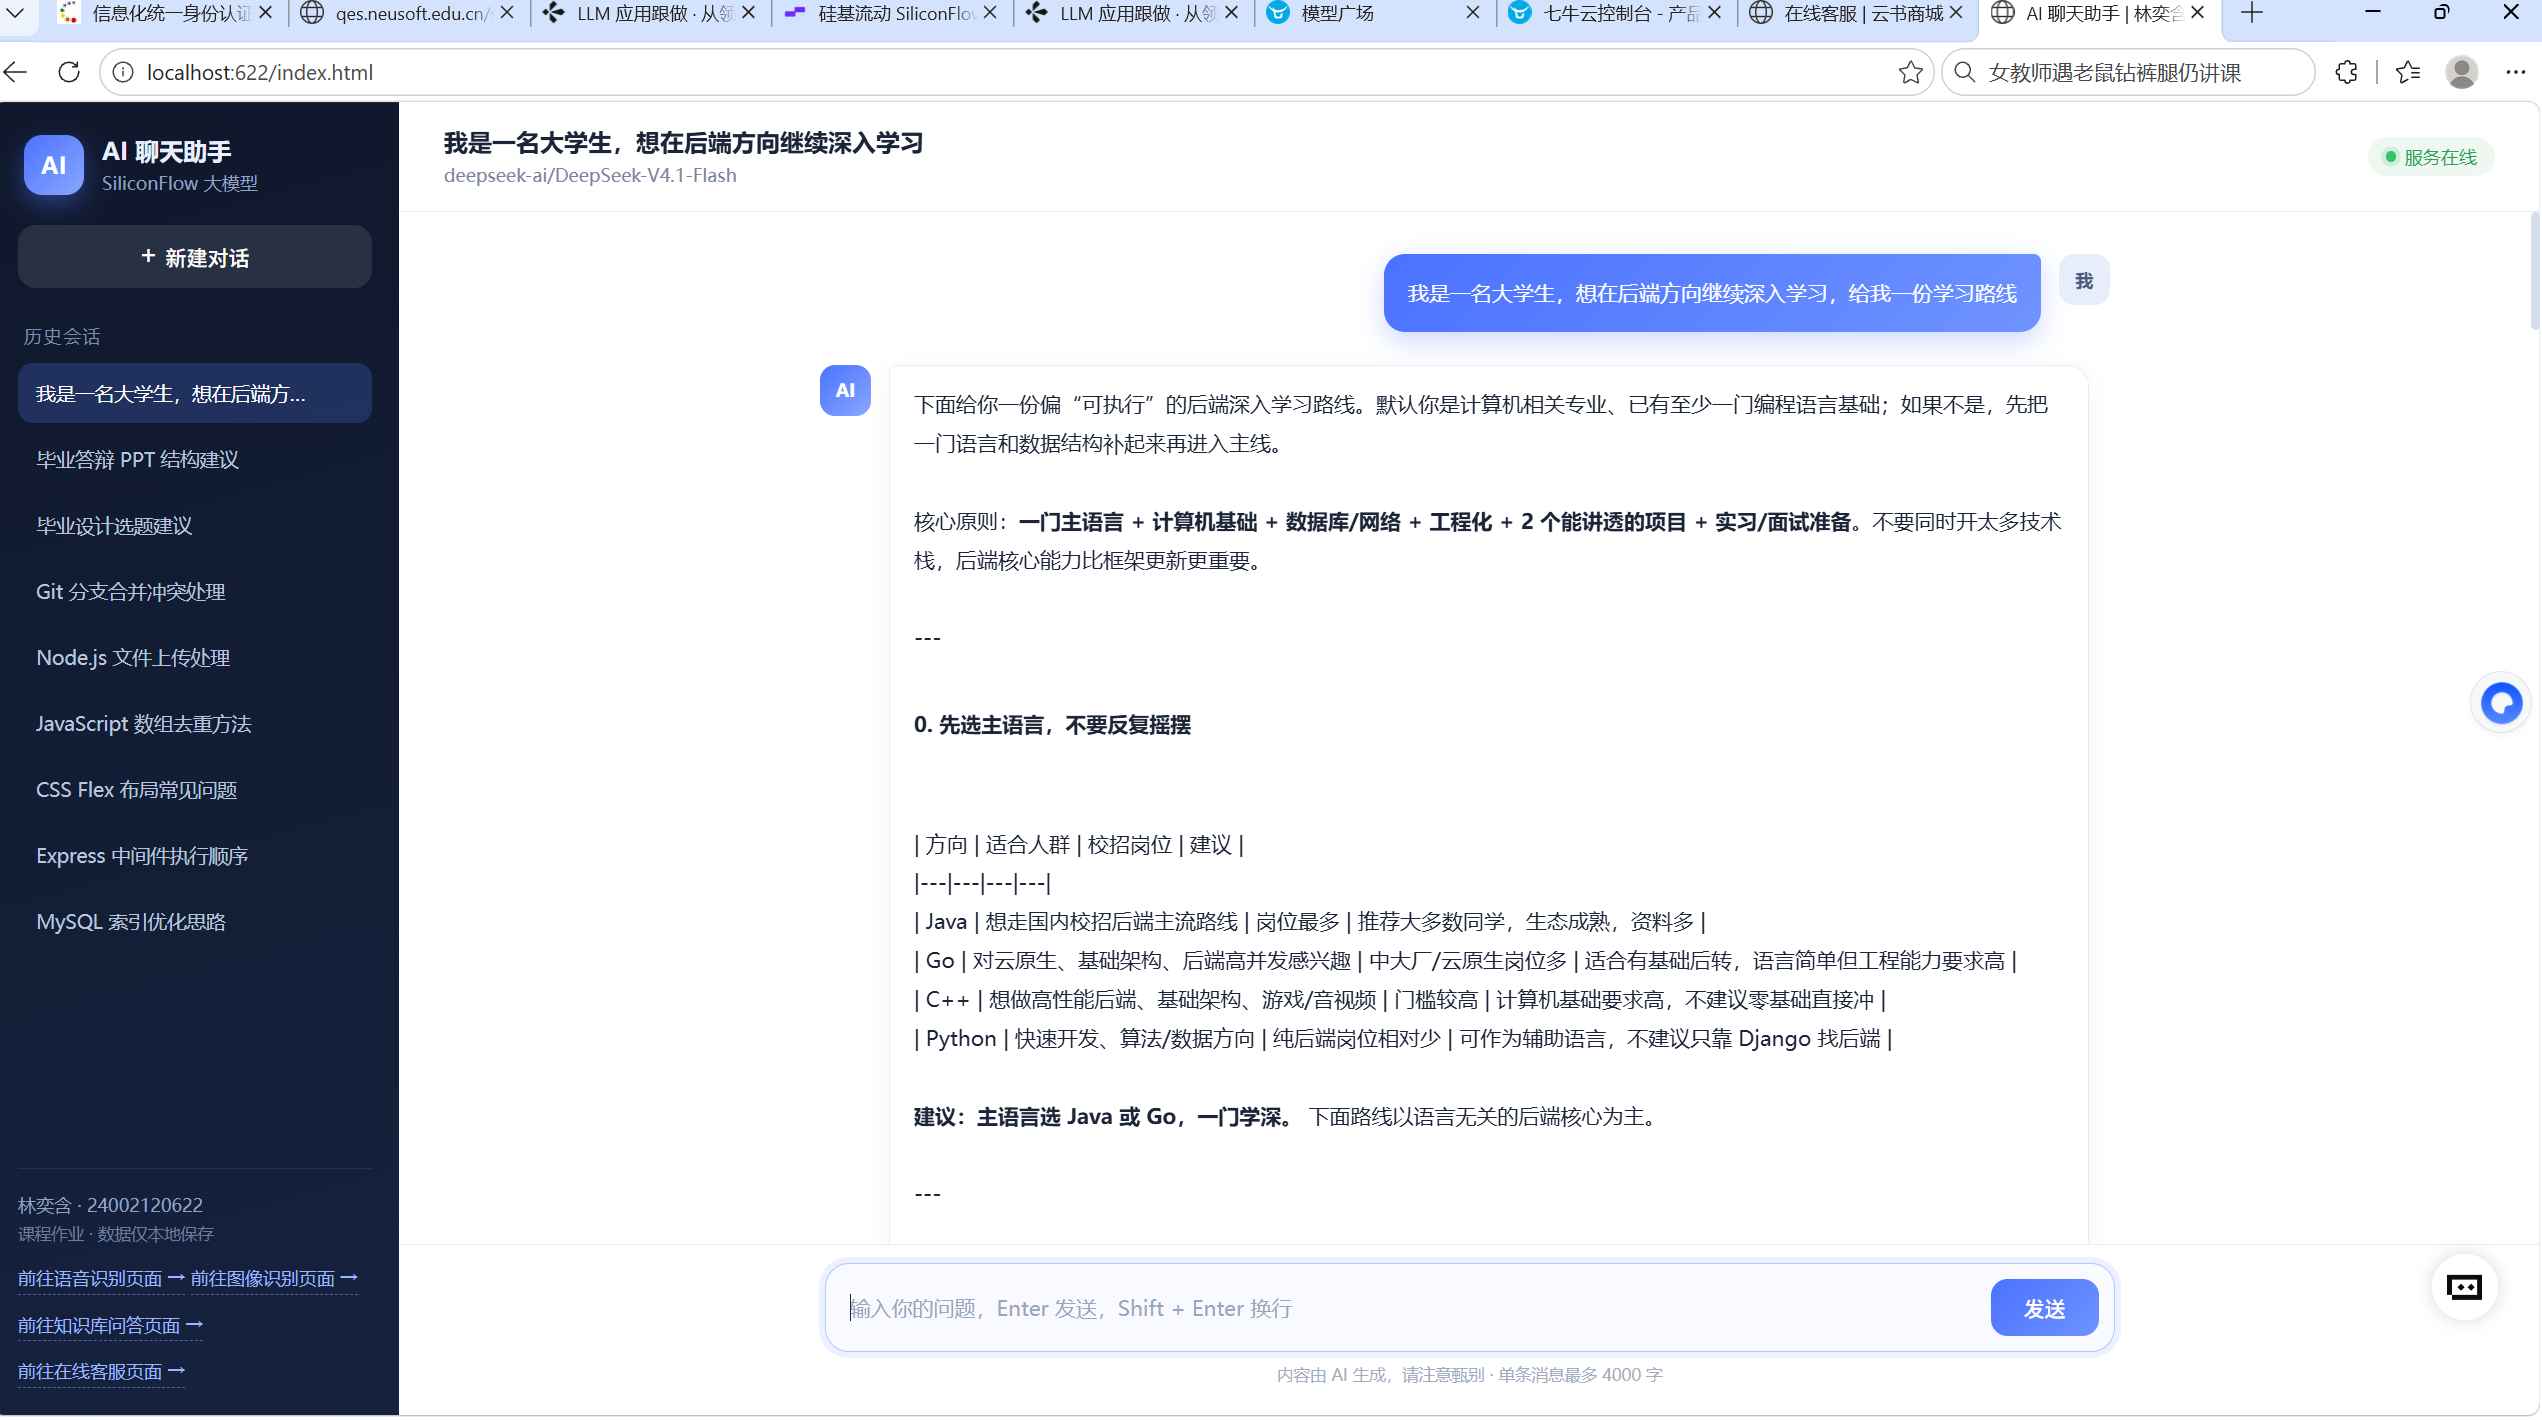 信息化统一身份认证
qes.neusoft.edu.cn/
LLM 应用跟做 · 从领
硅基流动 SiliconFlow
LLM 应用跟做 · 从领
模型广场
七牛云控制台 - 产品
在线客服 | 云书商城
AI 聊天助手 | 林奕含
localhost:622/index.html
女教师遇老鼠钻裤腿仍讲课
AI
AI 聊天助手
SiliconFlow 大模型
+ 新建对话
历史会话
我是一名大学生，想在后端方...
毕业答辩 PPT 结构建议
毕业设计选题建议
Git 分支合并冲突处理
Node.js 文件上传处理
JavaScript 数组去重方法
CSS Flex 布局常见问题
Express 中间件执行顺序
MySQL 索引优化思路
林奕含 · 24002120622
课程作业 · 数据仅本地保存
前往语音识别页面 → 前往图像识别页面 →
前往知识库问答页面 →
前往在线客服页面 →
我是一名大学生，想在后端方向继续深入学习
deepseek-ai/DeepSeek-V4.1-Flash
服务在线
我是一名大学生，想在后端方向继续深入学习，给我一份学习路线
我
AI
下面给你一份偏“可执行”的后端深入学习路线。默认你是计算机相关专业、已有至少一门编程语言基础；如果不是，先把
一门语言和数据结构补起来再进入主线。
核心原则：一门主语言 + 计算机基础 + 数据库/网络 + 工程化 + 2 个能讲透的项目 + 实习/面试准备。不要同时开太多技术
栈，后端核心能力比框架更新更重要。
---
0. 先选主语言，不要反复摇摆
| 方向 | 适合人群 | 校招岗位 | 建议 |
|---|---|---|---|
| Java | 想走国内校招后端主流路线 | 岗位最多 | 推荐大多数同学，生态成熟，资料多 |
| Go | 对云原生、基础架构、后端高并发感兴趣 | 中大厂/云原生岗位多 | 适合有基础后转，语言简单但工程能力要求高 |
| C++ | 想做高性能后端、基础架构、游戏/音视频 | 门槛较高 | 计算机基础要求高，不建议零基础直接冲 |
| Python | 快速开发、算法/数据方向 | 纯后端岗位相对少 | 可作为辅助语言，不建议只靠 Django 找后端 |
建议：主语言选 Java 或 Go，一门学深。 下面路线以语言无关的后端核心为主。
---
输入你的问题，Enter 发送，Shift + Enter 换行
发送
内容由 AI 生成，请注意甄别 · 单条消息最多 4000 字